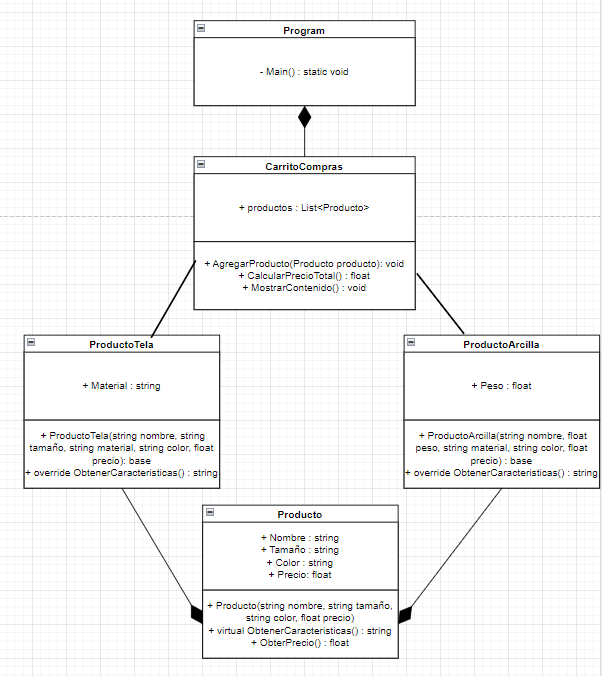 Program
- Main() : static void
CarritoCompras
+ productos : List<Producto>
+ AgregarProducto(Producto producto): void
+ CalcularPrecioTotal() : float
+ MostrarContenido() : void
ProductoTela
+ Material : string
+ ProductoTela(string nombre, string
tamaño, string material, string color, float
precio): base
+ override ObtenerCaracteristicas() : string
ProductoArcilla
+ Peso : float
+ ProductoArcilla(string nombre, float
peso, string material, string color, float
precio) : base
+ override ObtenerCaracteristicas() : string
Producto
+ Nombre : string
+ Tamaño : string
+ Color : string
+ Precio: float
+ Producto(string nombre, string tamaño,
string color, float precio)
+ virtual ObtenerCaracteristicas() : string
+ ObterPrecio() : float